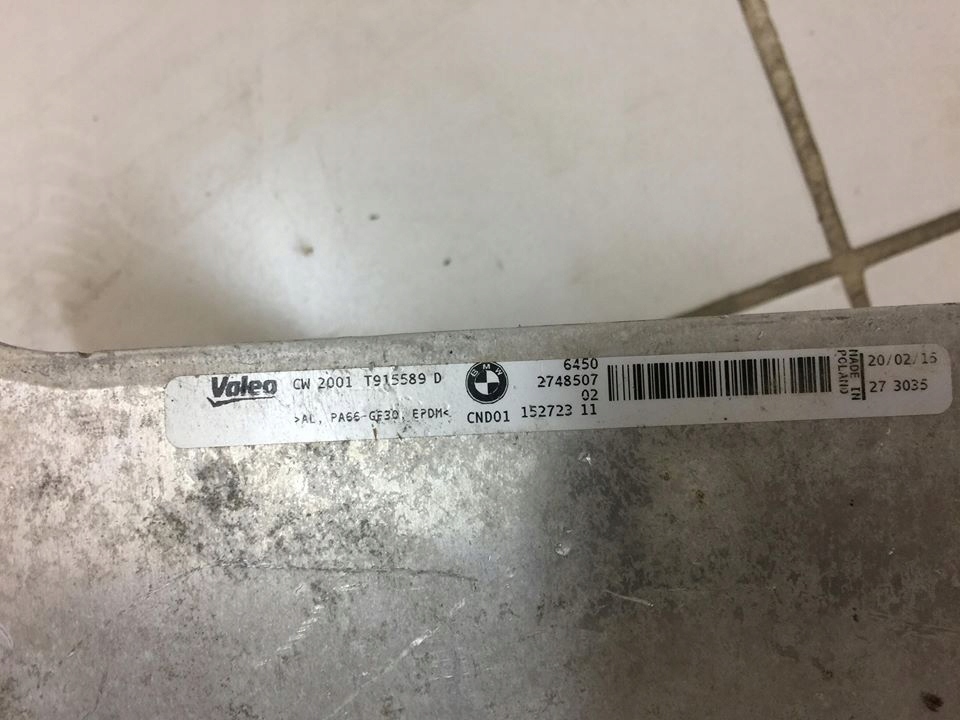 Valeo CW 2001 T915589 D
>AL, PA66-GF30, EPDM<
BMW
6450
2748507
02
CND01 152723 11
MADE IN
POLAND
20/02/16
27 3035